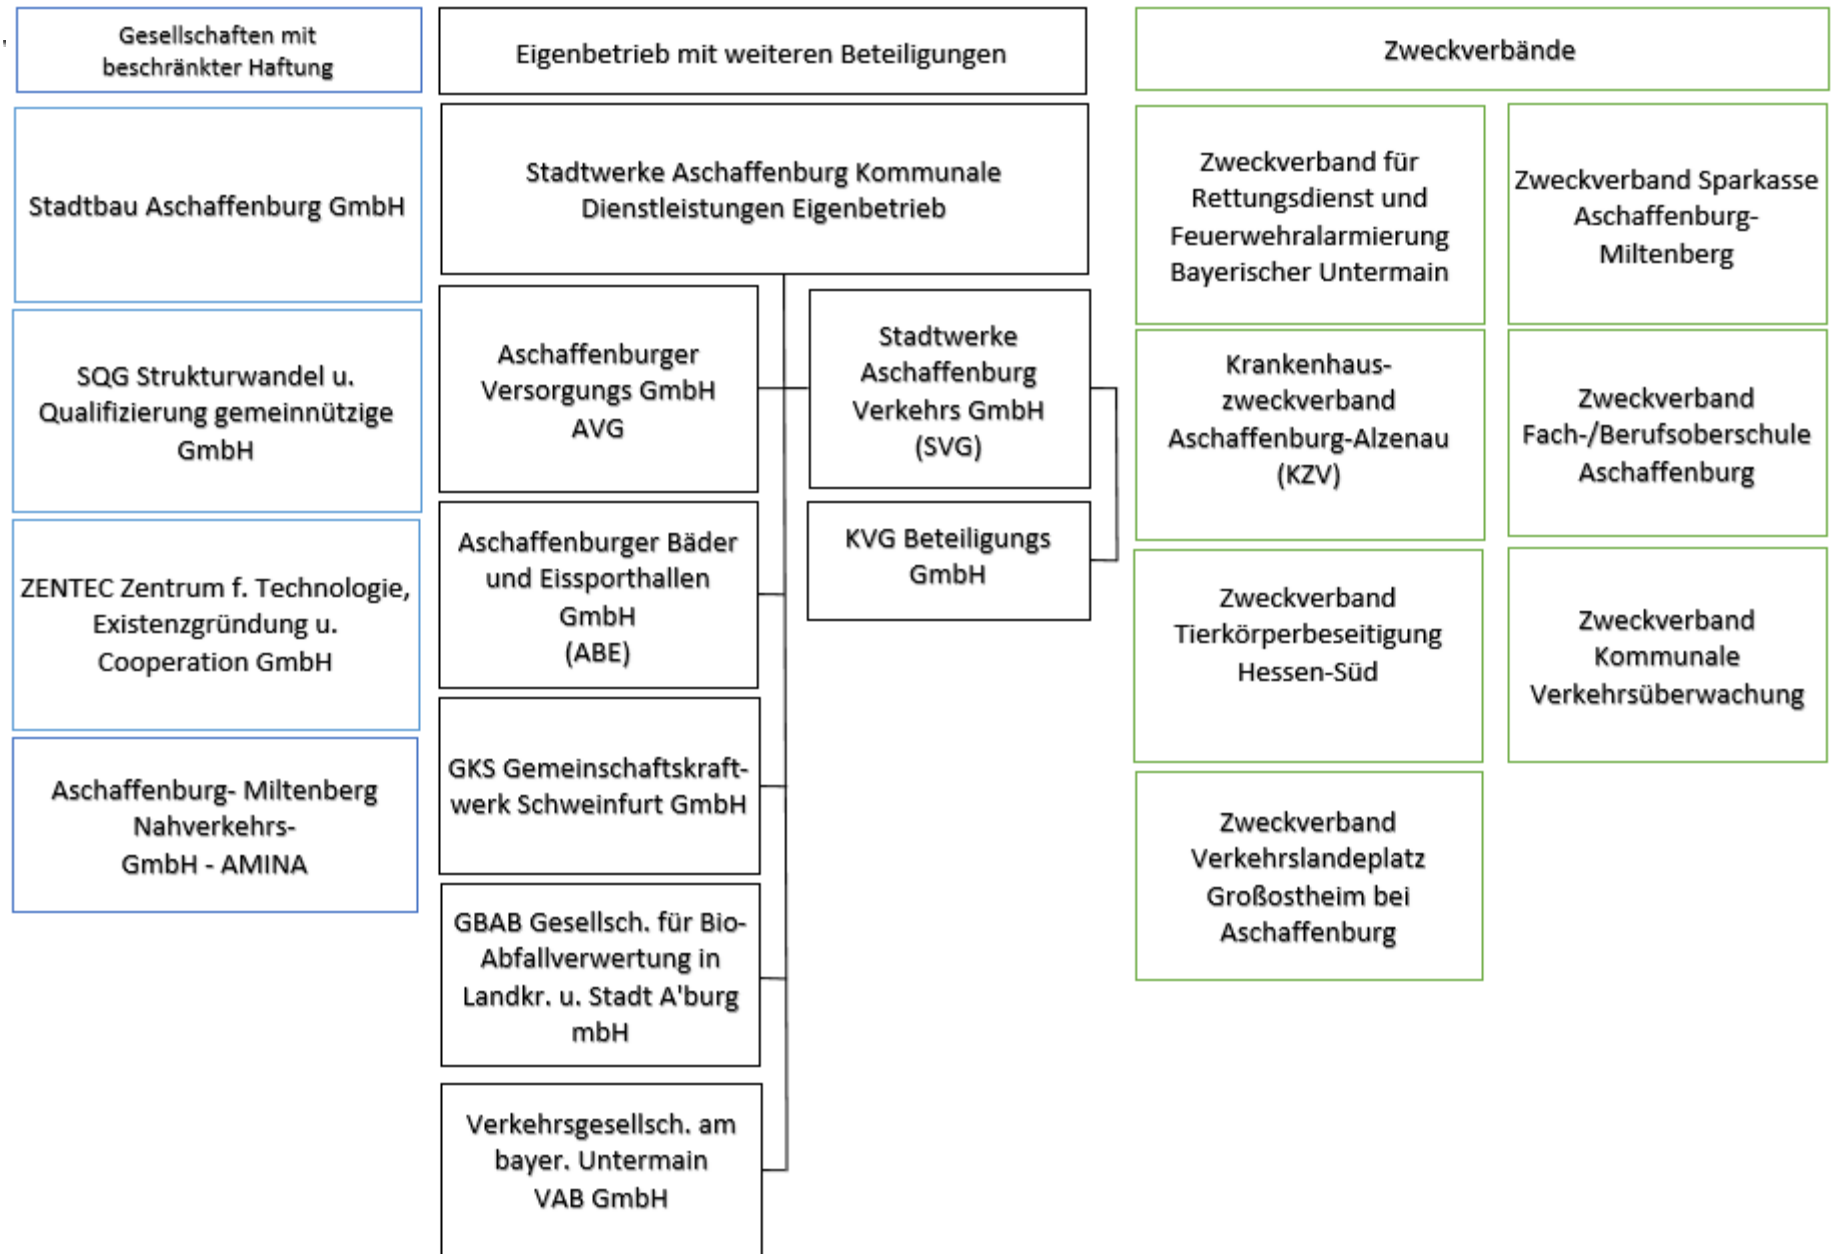 Gesellschaften mit
beschränkter Haftung
Stadtbau Aschaffenburg GmbH
SQG Strukturwandel u.
Qualifizierung gemeinnützige
GmbH
ZENTEC Zentrum f. Technologie,
Existenzgründung u.
Cooperation GmbH
Aschaffenburg- Miltenberg
Nahverkehrs-
GmbH - AMINA
Eigenbetrieb mit weiteren Beteiligungen
Stadtwerke Aschaffenburg Kommunale
Dienstleistungen Eigenbetrieb
Aschaffenburger
Versorgungs GmbH
AVG
Aschaffenburger Bäder
und Eissporthallen
GmbH
(ABE)
GKS Gemeinschaftskraft-
werk Schweinfurt GmbH
GBAB Gesellsch. für Bio-
Abfallverwertung in
Landkr. u. Stadt A'burg
mbH
Verkehrsgesellsch. am
bayer. Untermain
VAB GmbH
Stadtwerke
Aschaffenburg
Verkehrs GmbH
(SVG)
KVG Beteiligungs
GmbH
Zweckverbände
Zweckverband für
Rettungsdienst und
Feuerwehralarmierung
Bayerischer Untermain
Krankenhaus-
zweckverband
Aschaffenburg-Alzenau
(KZV)
Zweckverband
Tierkörperbeseitigung
Hessen-Süd
Zweckverband
Verkehrslandeplatz
Großostheim bei
Aschaffenburg
Zweckverband Sparkasse
Aschaffenburg-
Miltenberg
Zweckverband
Fach-/Berufsoberschule
Aschaffenburg
Zweckverband
Kommunale
Verkehrsüberwachung